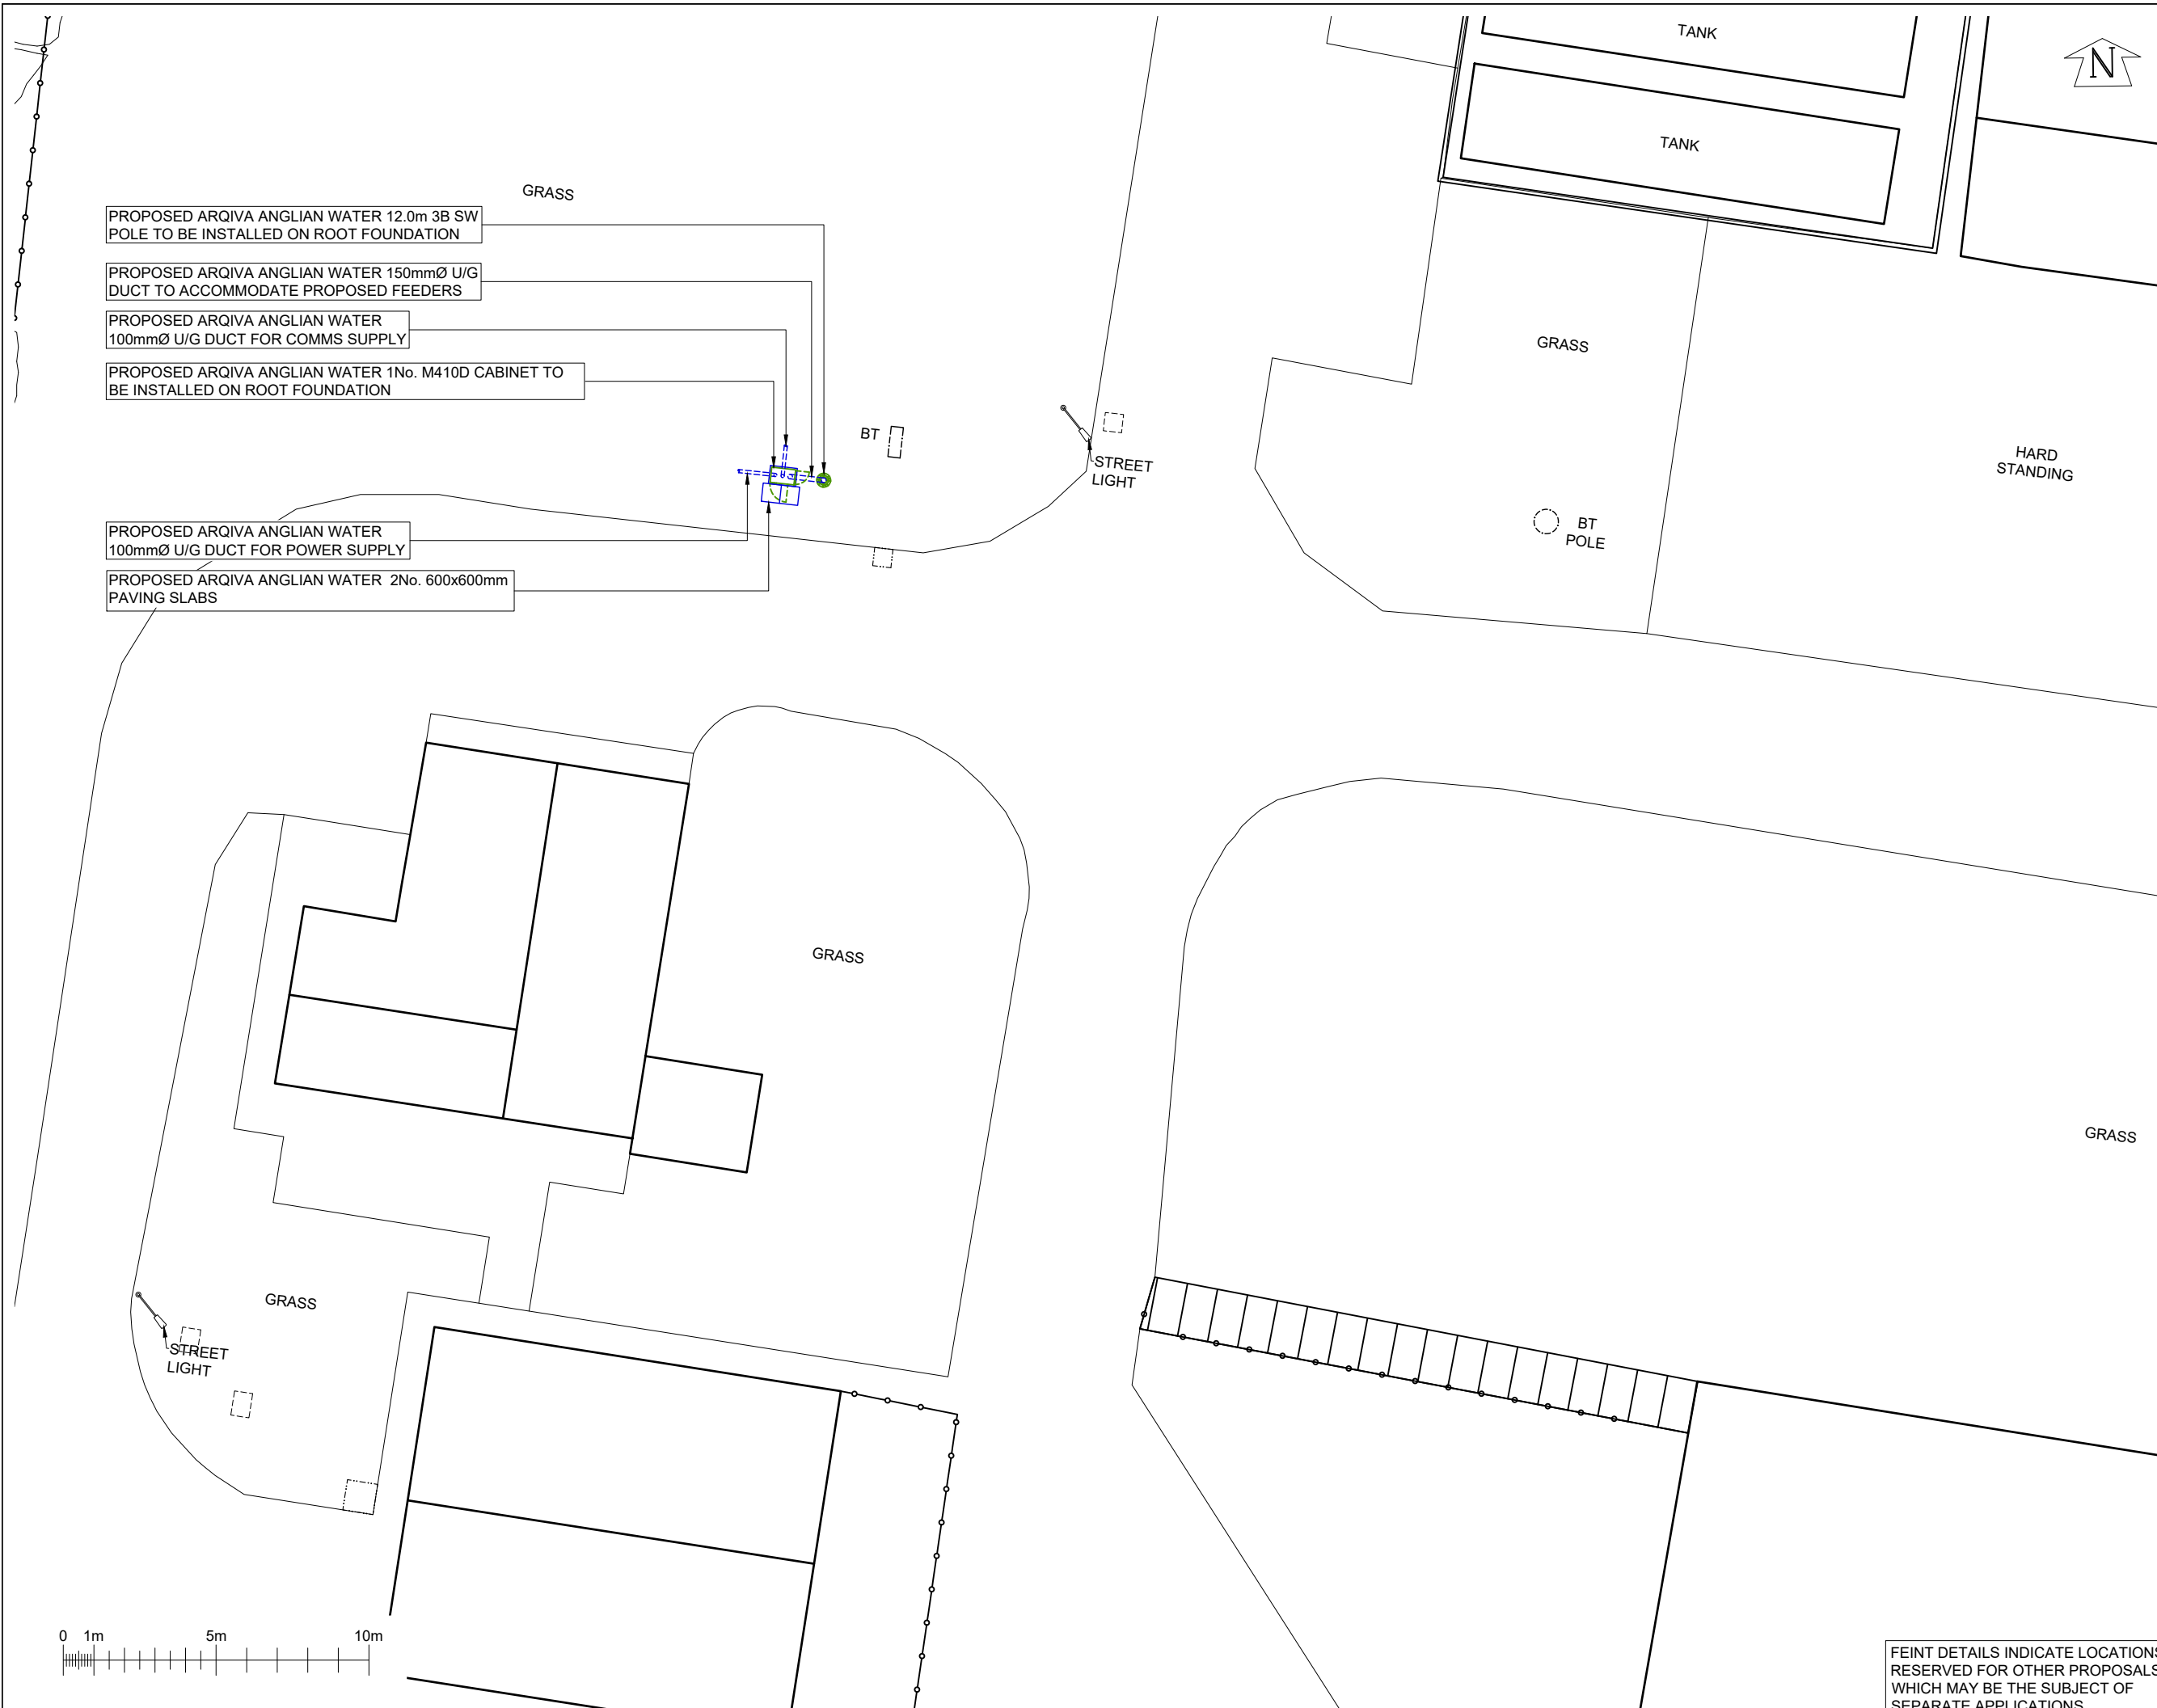 TANK
N
TANK
GRASS
PROPOSED ARQIVA ANGLIAN WATER 12.0m 3B SW
POLE TO BE INSTALLED ON ROOT FOUNDATION
PROPOSED ARQIVA ANGLIAN WATER 150mmØ U/G
DUCT TO ACCOMMODATE PROPOSED FEEDERS
PROPOSED ARQIVA ANGLIAN WATER
100mmØ U/G DUCT FOR COMMS SUPPLY
PROPOSED ARQIVA ANGLIAN WATER 1No. M410D CABINET TO
BE INSTALLED ON ROOT FOUNDATION
GRASS
BT
STREET
LIGHT
HARD
STANDING
BT
POLE
PROPOSED ARQIVA ANGLIAN WATER
100mmØ U/G DUCT FOR POWER SUPPLY
PROPOSED ARQIVA ANGLIAN WATER 2No. 600x600mm
PAVING SLABS
GRASS
GRASS
GRASS
STREET
LIGHT
0 1m 5m 10m
FEINT DETAILS INDICATE LOCATIONS
RESERVED FOR OTHER PROPOSALS
WHICH MAY BE THE SUBJECT OF
SEPARATE APPLICATIONS